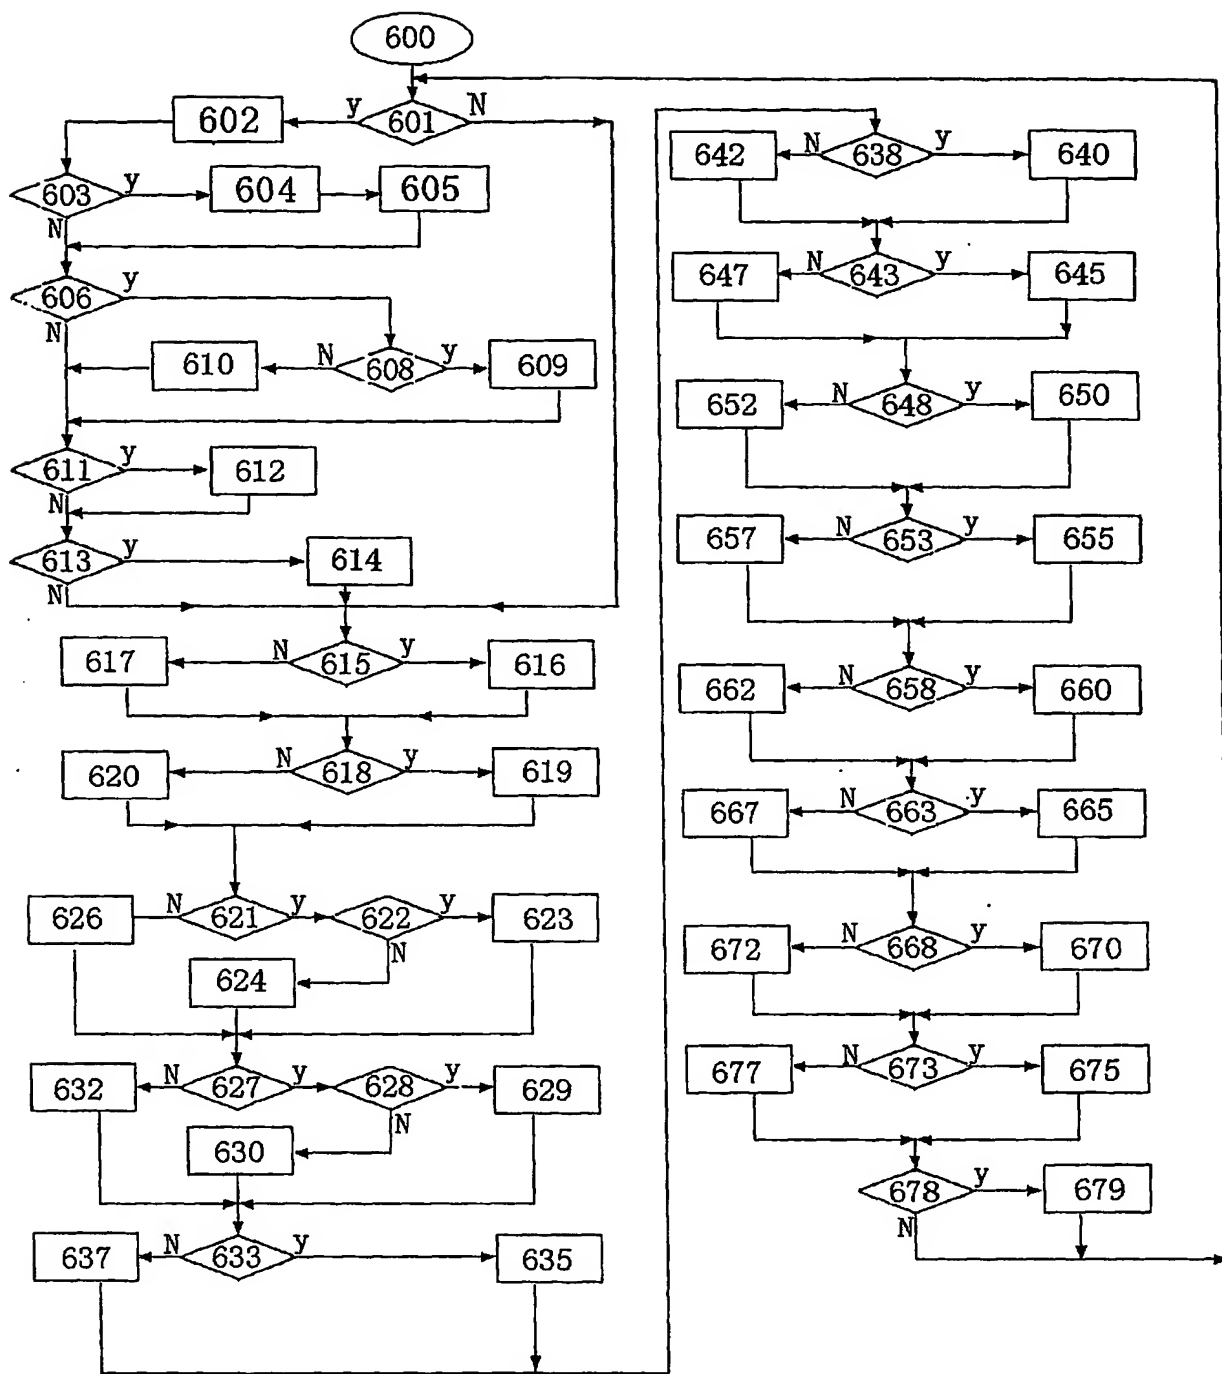 600
602 y 601 N
603 y 604 605
N
606 y
N
610 N 608 y 609
611 y 612
N
613 y 614
N
617 N 615 y 616
620 N 618 y 619
626 N 621 y 622 y 623
N
624
632 N 627 y 628 y 629
N
630
637 N 633 y 635
642 N 638 y 640
647 N 643 y 645
652 N 648 y 650
657 N 653 y 655
662 N 658 y 660
667 N 663 y 665
672 N 668 y 670
677 N 673 y 675
678 y 679
N